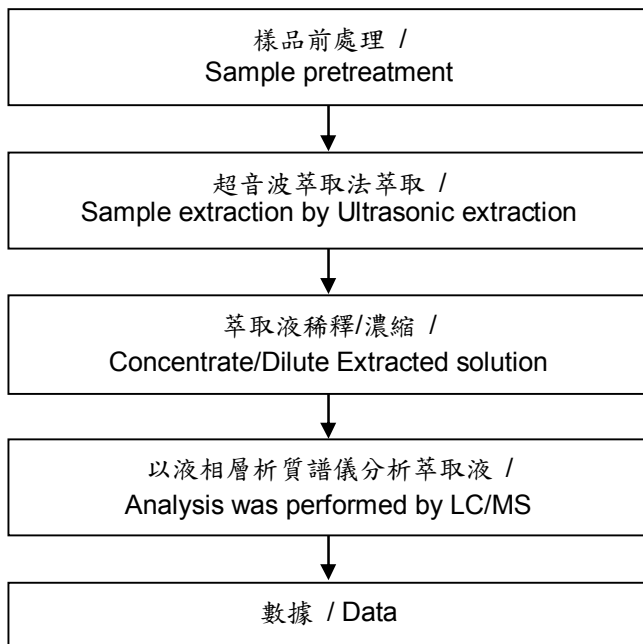 樣品前處理 /
Sample pretreatment
超音波萃取法萃取 /
Sample extraction by Ultrasonic extraction
萃取液稀釋/濃縮 /
Concentrate/Dilute Extracted solution
以液相層析質譜儀分析萃取液 /
Analysis was performed by LC/MS
數據 / Data